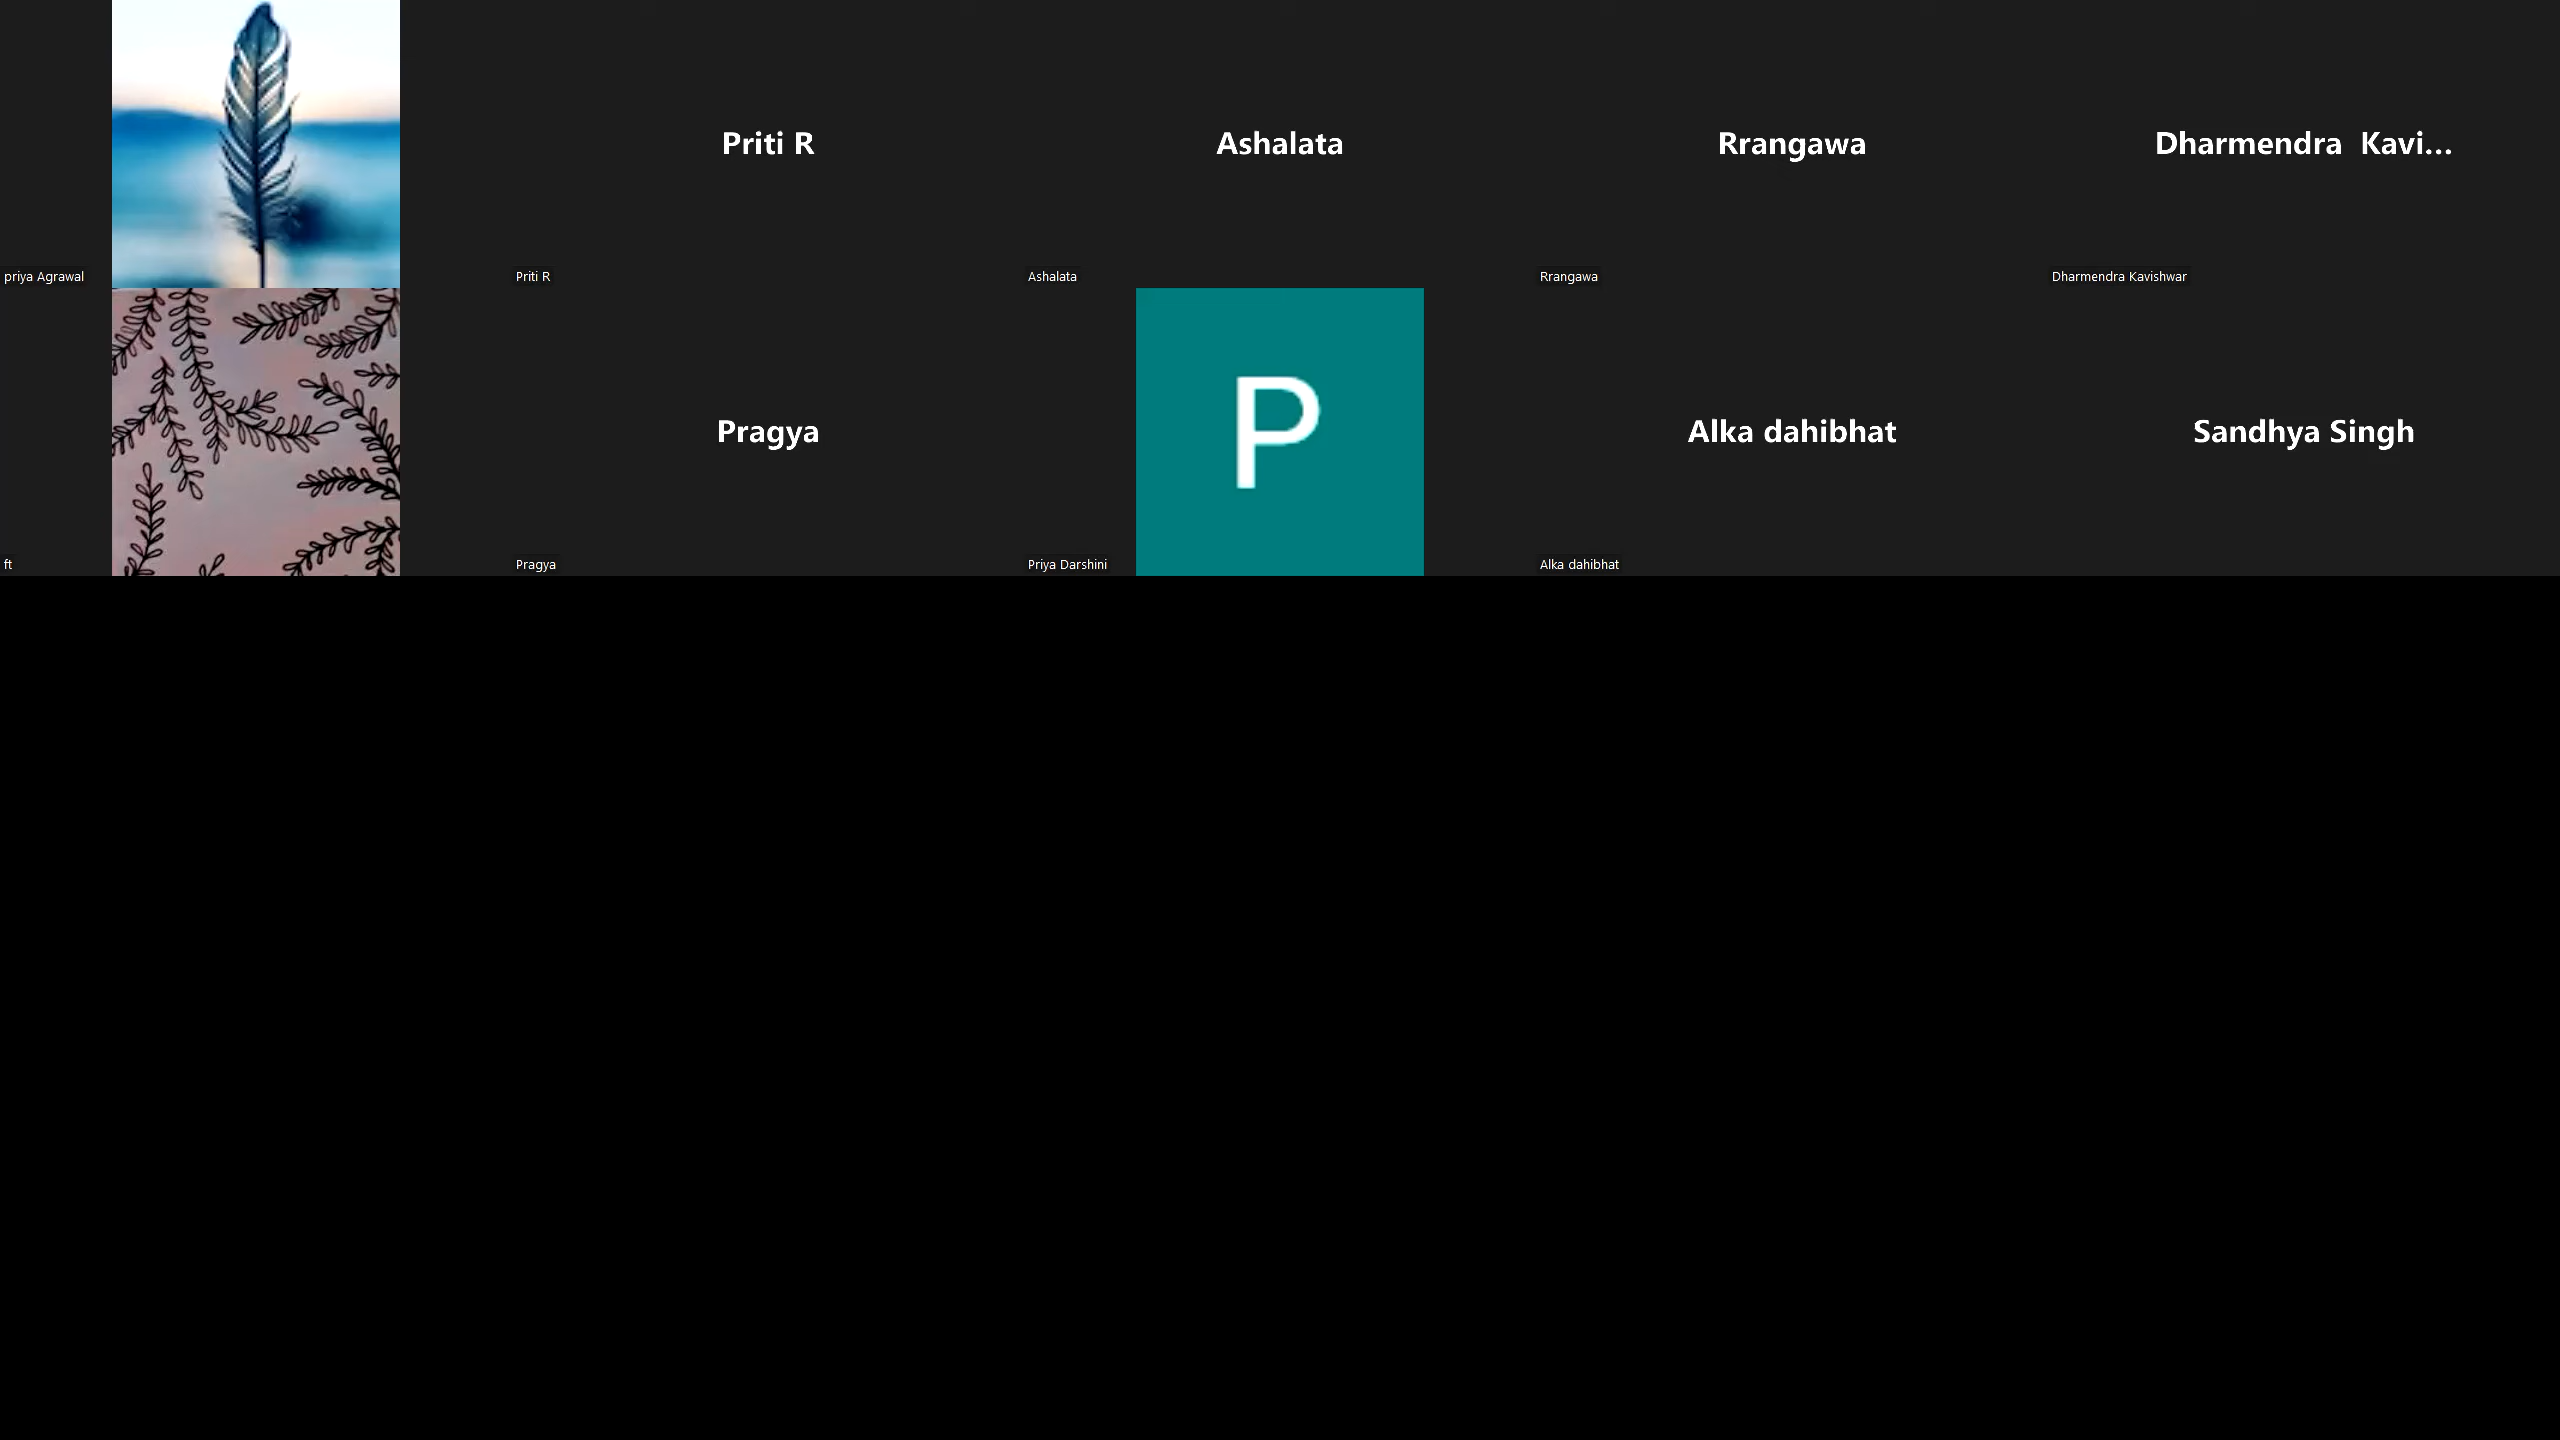 Priti R
Ashalata
Rrangawa
Dharmendra  Kavi...
priya Agrawal
Priti R
Ashalata
Rrangawa
Dharmendra Kavishwar
Pragya
P
Alka dahibhat
Sandhya Singh
ft
Pragya
Priya Darshini
Alka dahibhat